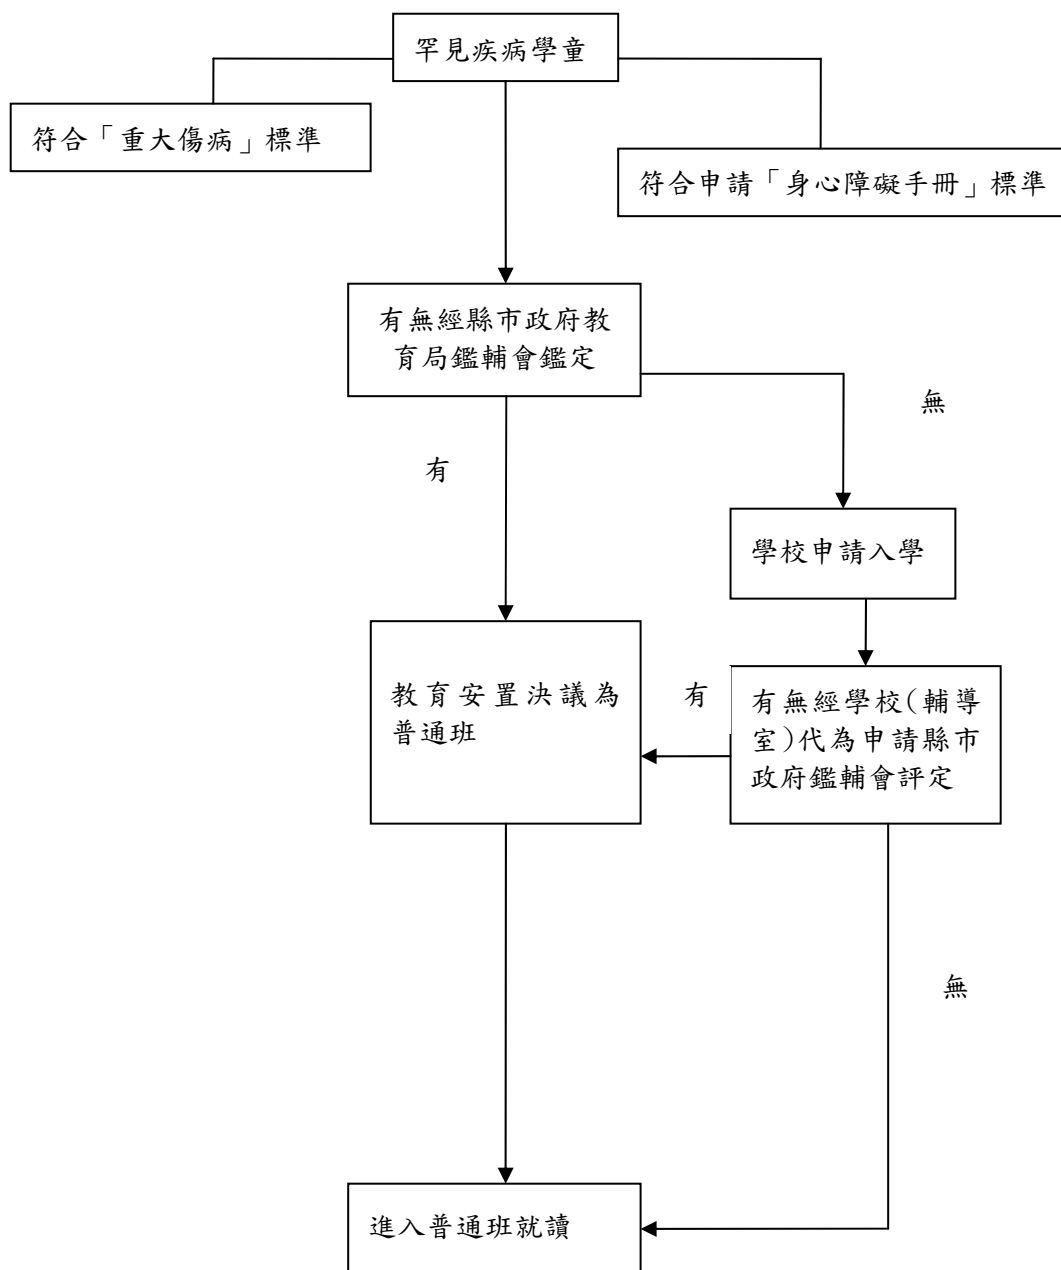 罕見疾病學童
符合「重大傷病」標準
符合申請「身心障礙手冊」標準
有無經縣市政府教
育局鑑輔會鑑定
無
有
學校申請入學
教育安置決議為
普通班
有
有無經學校(輔導
室)代為申請縣市
政府鑑輔會評定
無
進入普通班就讀